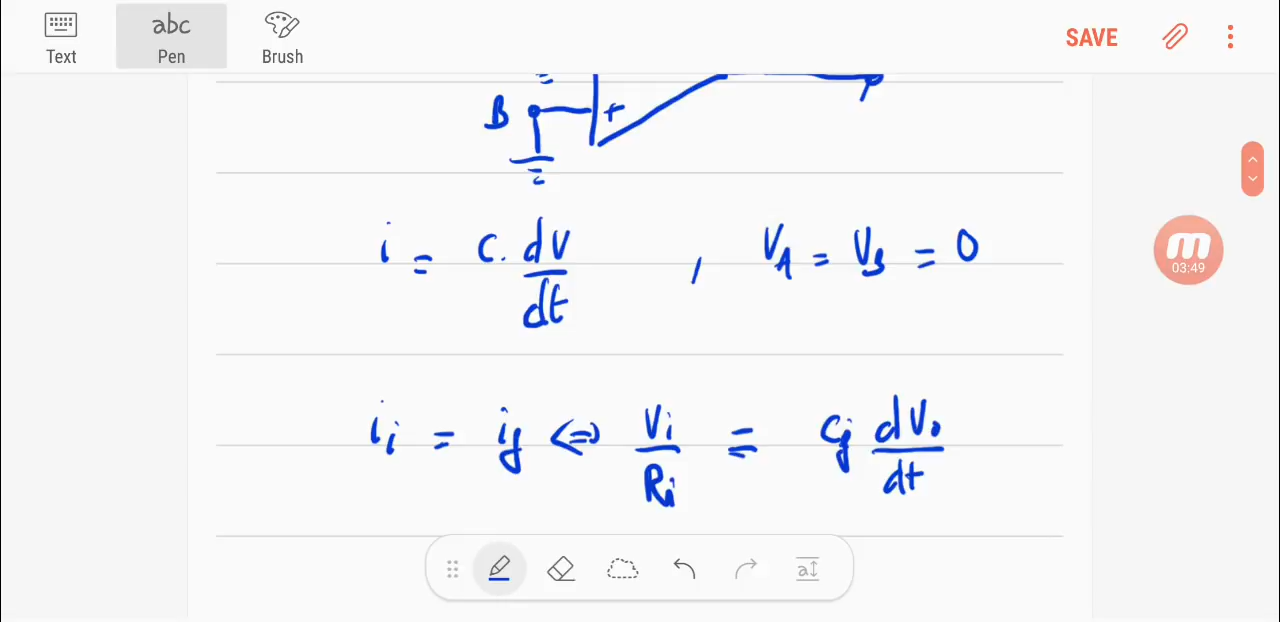 Text abc Pen Brush SAVE
B +
i = C. dV/dt , V_A = V_B = 0
03:49
i_i = i_f <=> V_i/R_i = C_f dV_o/dt
a